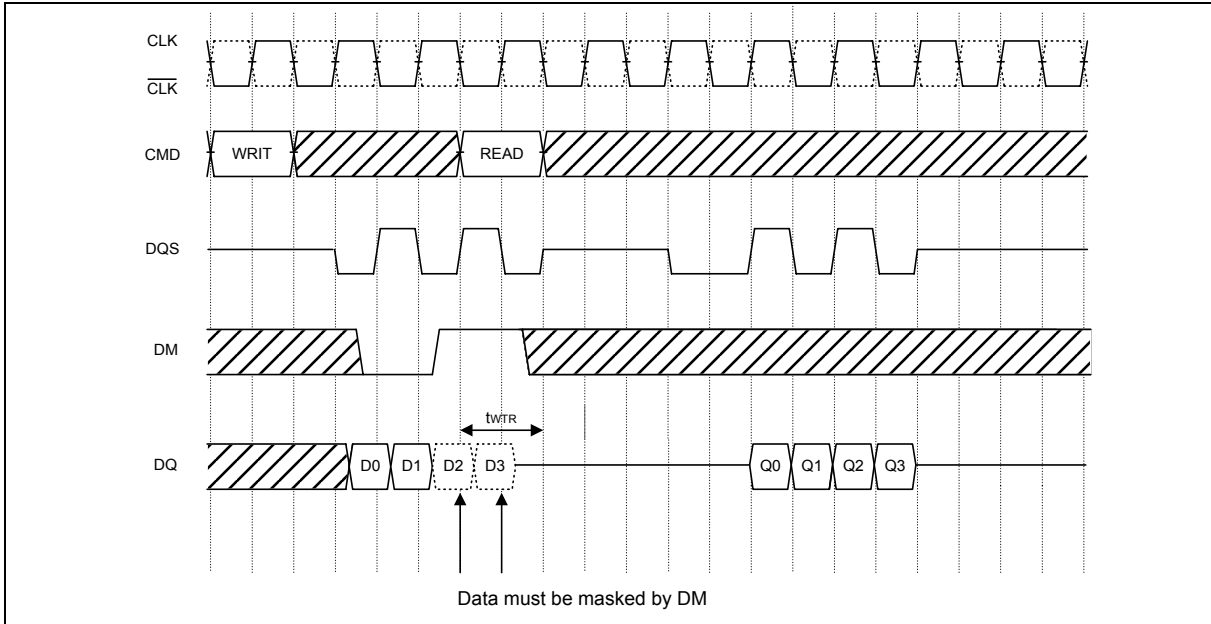 CLK
CLK
CMD WRIT READ
DQS
DM
tWTR
DQ D0 D1 D2 D3 Q0 Q1 Q2 Q3
Data must be masked by DM